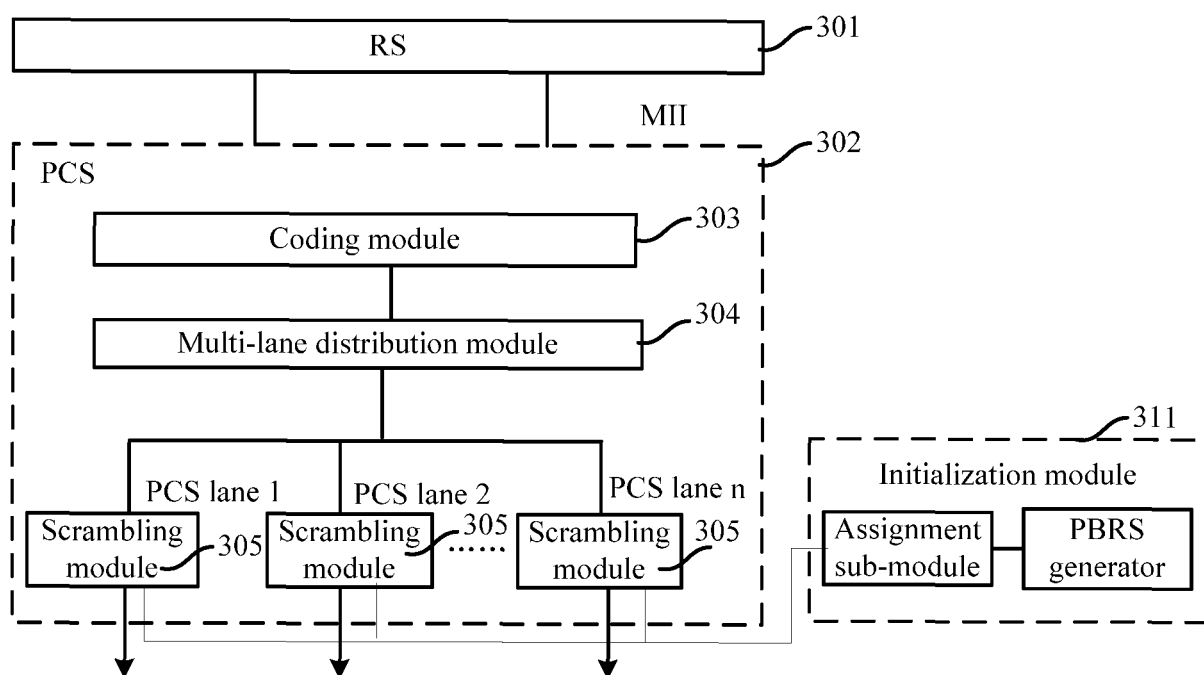 RS
301
MII
302
PCS
Coding module
303
Multi-lane distribution module
304
311
Initialization module
PCS lane 1
PCS lane 2
PCS lane n
Scrambling
module
305
Scrambling
module
305
......
Scrambling
module
305
Assignment
sub-module
PBRS
generator